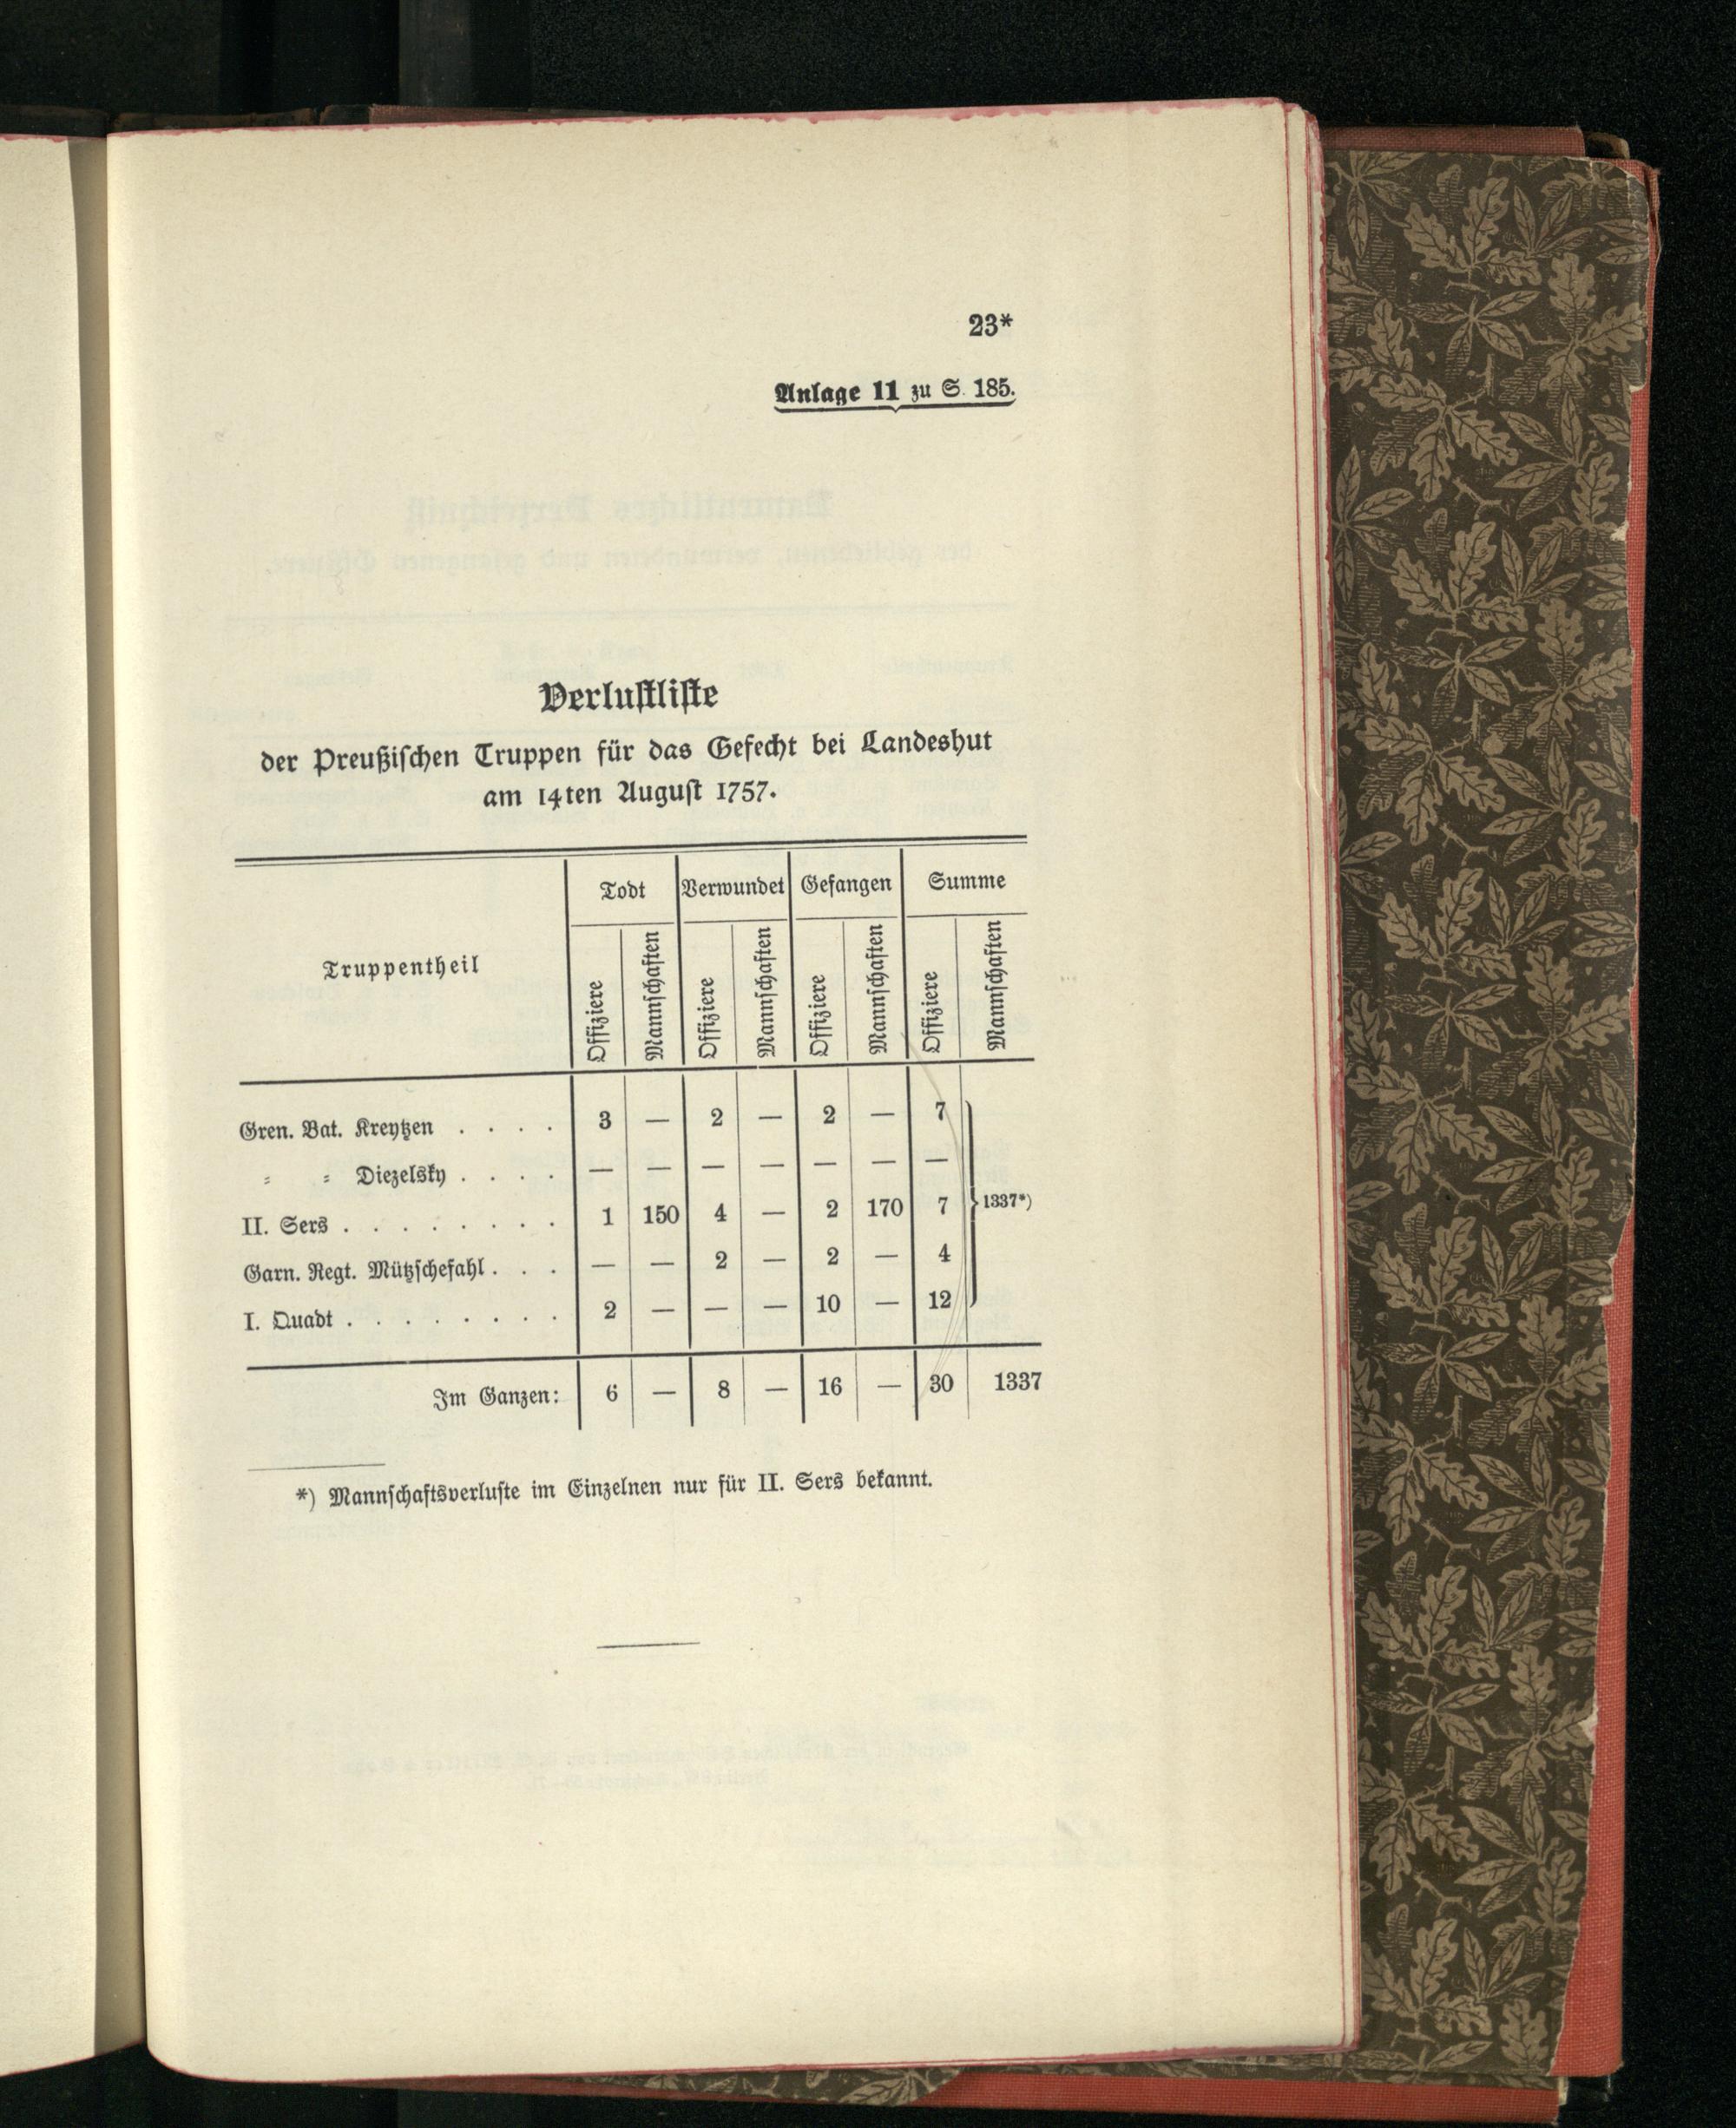 23*
Anlage 11 zu S. 185.
Verlustliste
der Preußischen Truppen für das Gefecht bei Landeshut
am 14ten August 1757.
Truppentheil Todt Verwundet Gefangen Summe
Offiziere Mannschaften Offiziere Mannschaften Offiziere Mannschaften Offiziere Mannschaften
Gren. Bat. Kreytzen . . . . 3 — 2 — 2 — 7
= = Diezelsky . . . . — — — — — — —
II. Sers . . . . . . . . . 1 150 4 — 2 170 7 1337*)
Garn. Regt. Mützschefahl . . . — — 2 — 2 — 4
I. Quadt . . . . . . . . . 2 — — — 10 — 12
Im Ganzen: 6 — 8 — 16 — 30 1337
*) Mannschaftsverluste im Einzelnen nur für II. Sers bekannt.